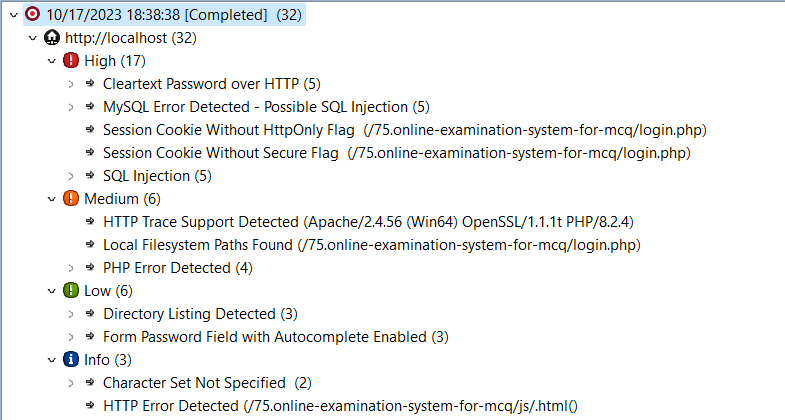 10/17/2023 18:38:38 [Completed] (32)
http://localhost (32)
High (17)
Cleartext Password over HTTP (5)
MySQL Error Detected - Possible SQL Injection (5)
Session Cookie Without HttpOnly Flag (/75.online-examination-system-for-mcq/login.php)
Session Cookie Without Secure Flag (/75.online-examination-system-for-mcq/login.php)
SQL Injection (5)
Medium (6)
HTTP Trace Support Detected (Apache/2.4.56 (Win64) OpenSSL/1.1.1t PHP/8.2.4)
Local Filesystem Paths Found (/75.online-examination-system-for-mcq/login.php)
PHP Error Detected (4)
Low (6)
Directory Listing Detected (3)
Form Password Field with Autocomplete Enabled (3)
Info (3)
Character Set Not Specified (2)
HTTP Error Detected (/75.online-examination-system-for-mcq/js/.html()